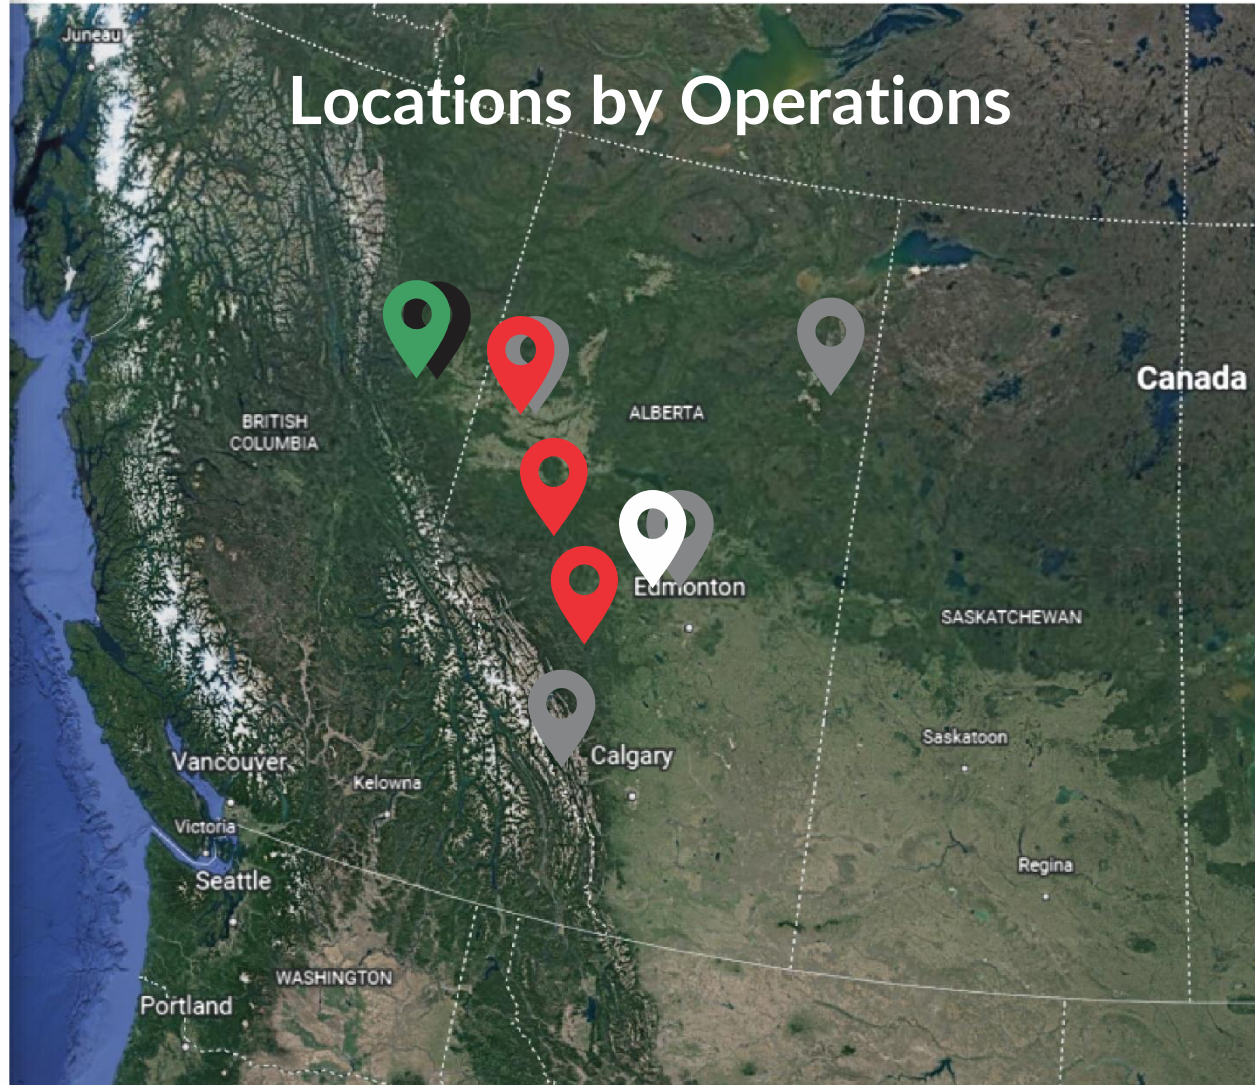 Juneau
Locations by Operations
Canada
BRITISH
COLUMBIA
ALBERTA
Edmonton
SASKATCHEWAN
Saskatoon
Calgary
Vancouver
Kelowna
Victoria
Regina
Seattle
WASHINGTON
Portland